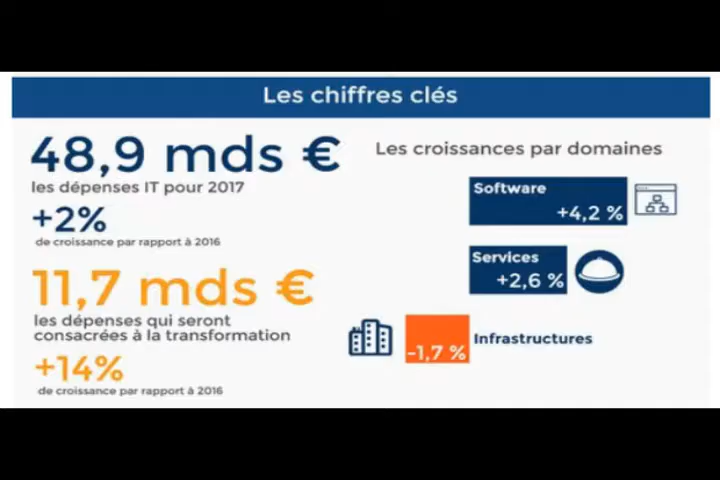 Les chiffres clés
48,9 mds €
les dépenses IT pour 2017
+2%
de croissance par rapport à 2016
11,7 mds €
les dépenses qui seront
consacrées à la transformation
+14%
de croissance par rapport à 2016
Les croissances par domaines
Software
+4,2 %
Services
+2,6 %
-1,7 %
Infrastructures